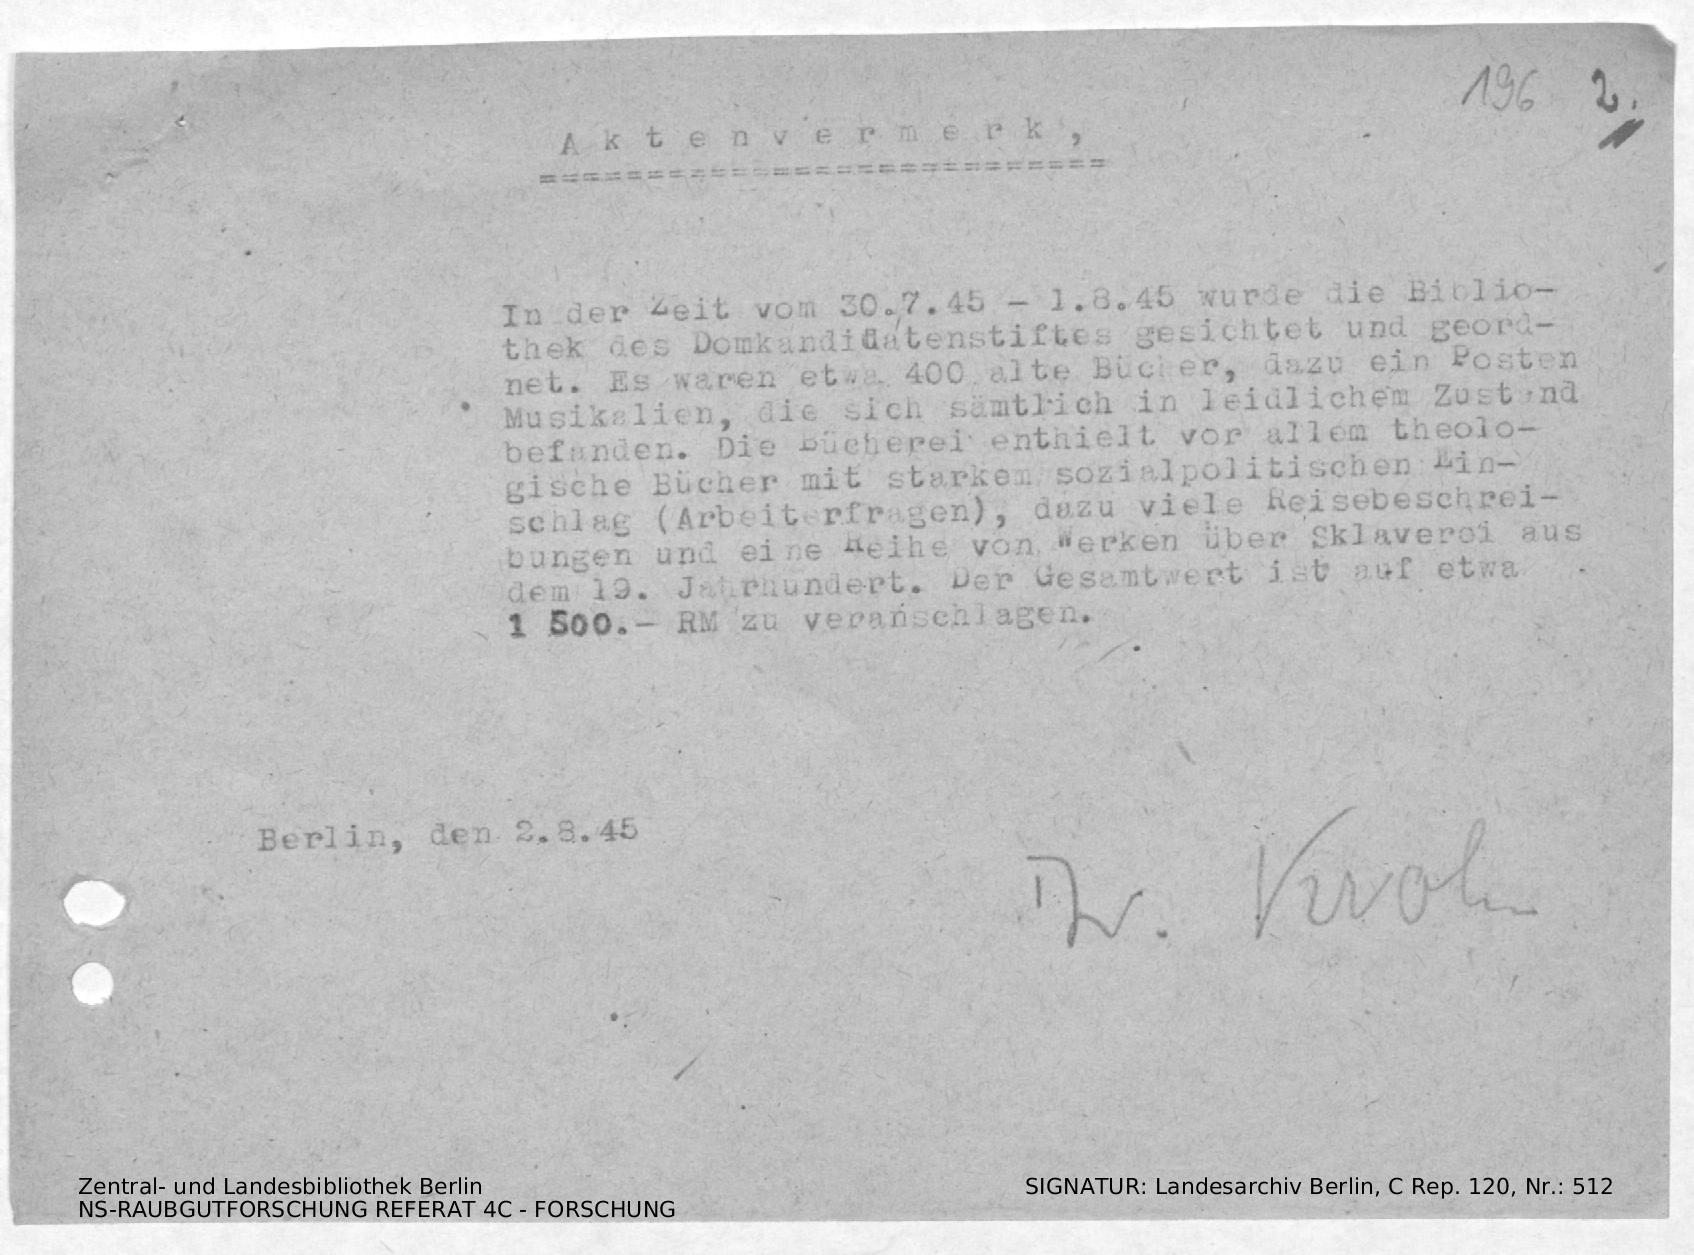 196 2.
Aktenvermerk,
===========================
In der Zeit vom 30.7.45 - 1.8.45 wurde die Biblio-
thek des Domkandidatenstiftes gesichtet und geord-
net. Es waren etwa 400 alte Bücher, dazu ein Posten
Musikalien, die sich sämtlich in leidlichem Zustand
befanden. Die Bücherei enthielt vor allem theolo-
gische Bücher mit starkem sozialpolitischen Ein-
schlag (Arbeiterfragen), dazu viele Reisebeschrei-
bungen und eine Reihe von Werken über Sklaverei aus
dem 19. Jahrhundert. Der Gesamtwert ist auf etwa
1 500.- RM zu veranschlagen.
Berlin, den 2.8.45
Dr. Krohn
Zentral- und Landesbibliothek Berlin
NS-RAUBGUTFORSCHUNG REFERAT 4C - FORSCHUNG
SIGNATUR: Landesarchiv Berlin, C Rep. 120, Nr.: 512